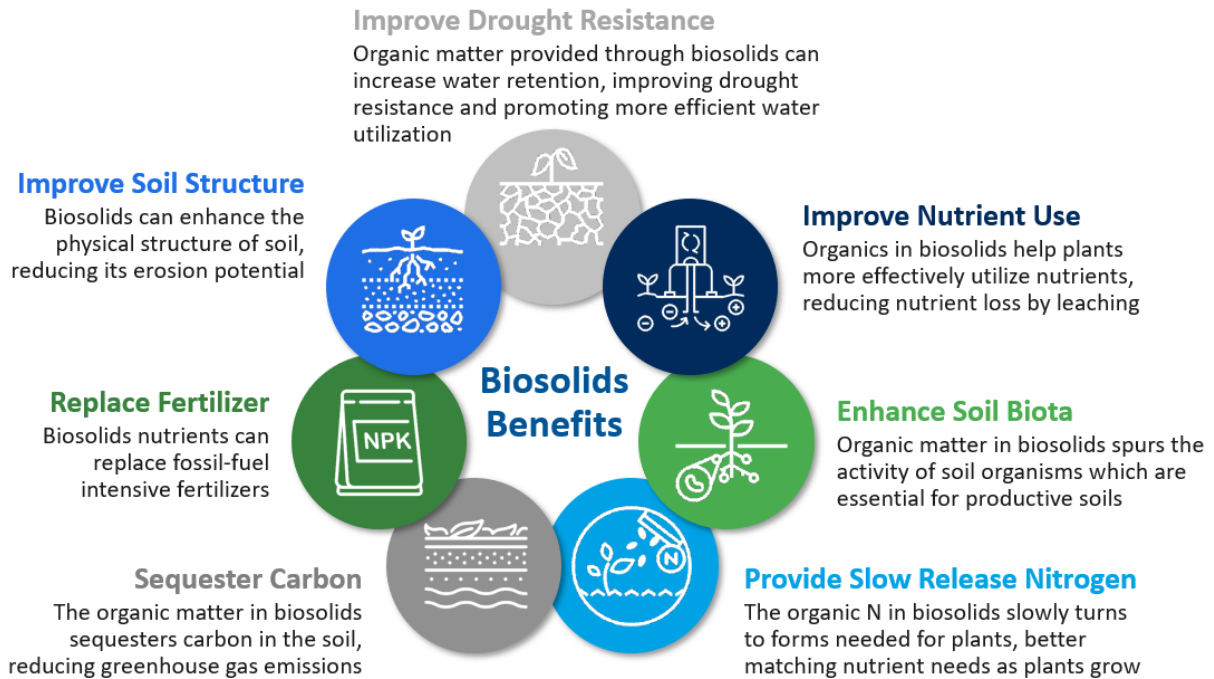 Improve Drought Resistance
Organic matter provided through biosolids can
increase water retention, improving drought
resistance and promoting more efficient water
utilization
Improve Nutrient Use
Organics in biosolids help plants
more effectively utilize nutrients,
reducing nutrient loss by leaching
Enhance Soil Biota
Organic matter in biosolids spurs the
activity of soil organisms which are
essential for productive soils
Provide Slow Release Nitrogen
The organic N in biosolids slowly turns
to forms needed for plants, better
matching nutrient needs as plants grow
Sequester Carbon
The organic matter in biosolids
sequesters carbon in the soil,
reducing greenhouse gas emissions
Replace Fertilizer
Biosolids nutrients can
replace fossil-fuel
intensive fertilizers
Improve Soil Structure
Biosolids can enhance the
physical structure of soil,
reducing its erosion potential
Biosolids
Benefits
NPK
N